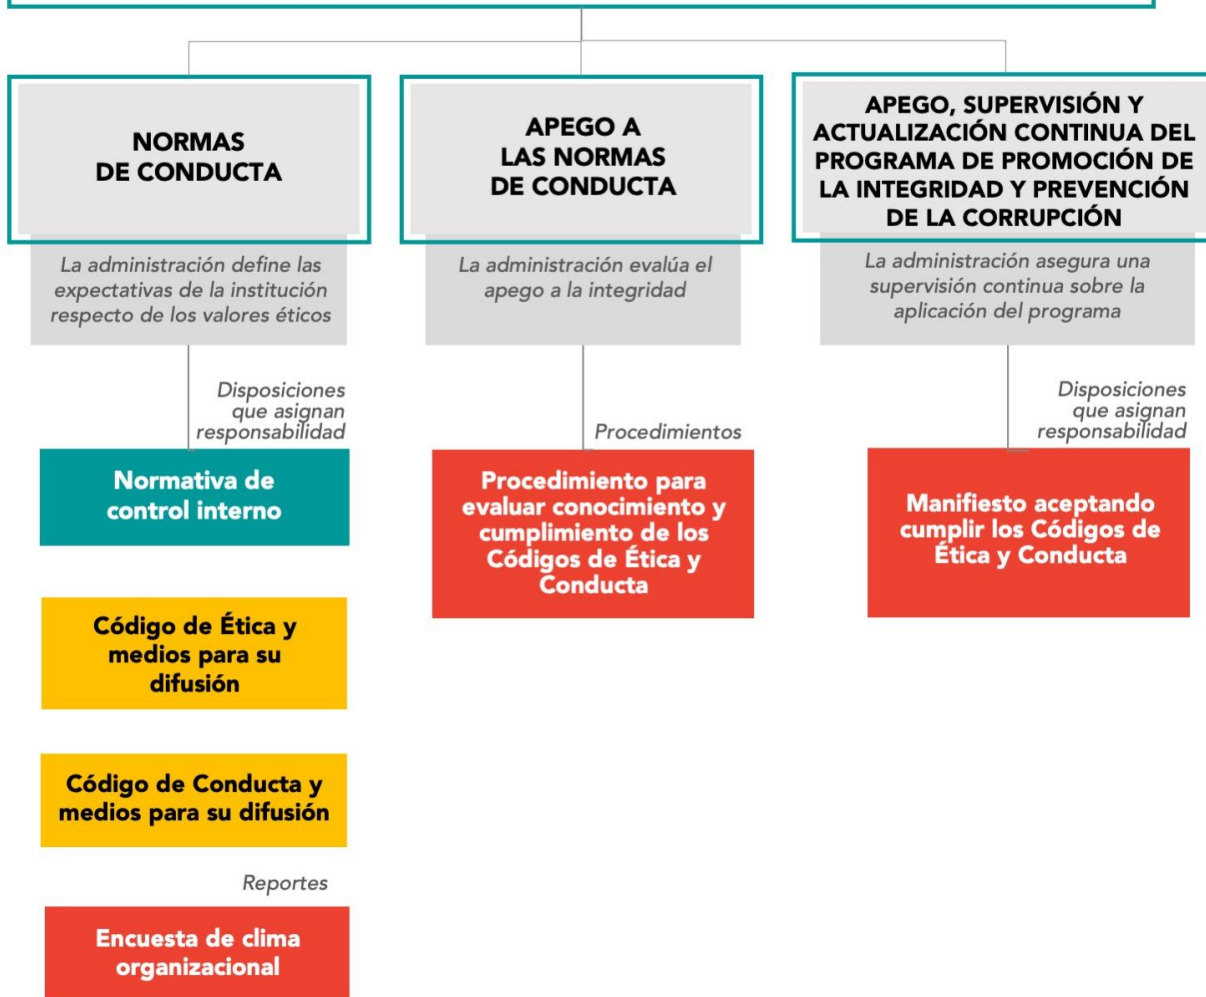 NORMAS
DE CONDUCTA
La administración define las
expectativas de la institución
respecto de los valores éticos
Disposiciones
que asignan
responsabilidad
Normativa de
control interno
Código de Ética y
medios para su
difusión
Código de Conducta y
medios para su difusión
Reportes
Encuesta de clima
organizacional
APEGO A
LAS NORMAS
DE CONDUCTA
La administración evalúa el
apego a la integridad
Procedimientos
Procedimiento para
evaluar conocimiento y
cumplimiento de los
Códigos de Ética y
Conducta
APEGO, SUPERVISIÓN Y
ACTUALIZACIÓN CONTINUA DEL
PROGRAMA DE PROMOCIÓN DE
LA INTEGRIDAD Y PREVENCIÓN
DE LA CORRUPCIÓN
La administración asegura una
supervisión continua sobre la
aplicación del programa
Disposiciones
que asignan
responsabilidad
Manifiesto aceptando
cumplir los Códigos de
Ética y Conducta